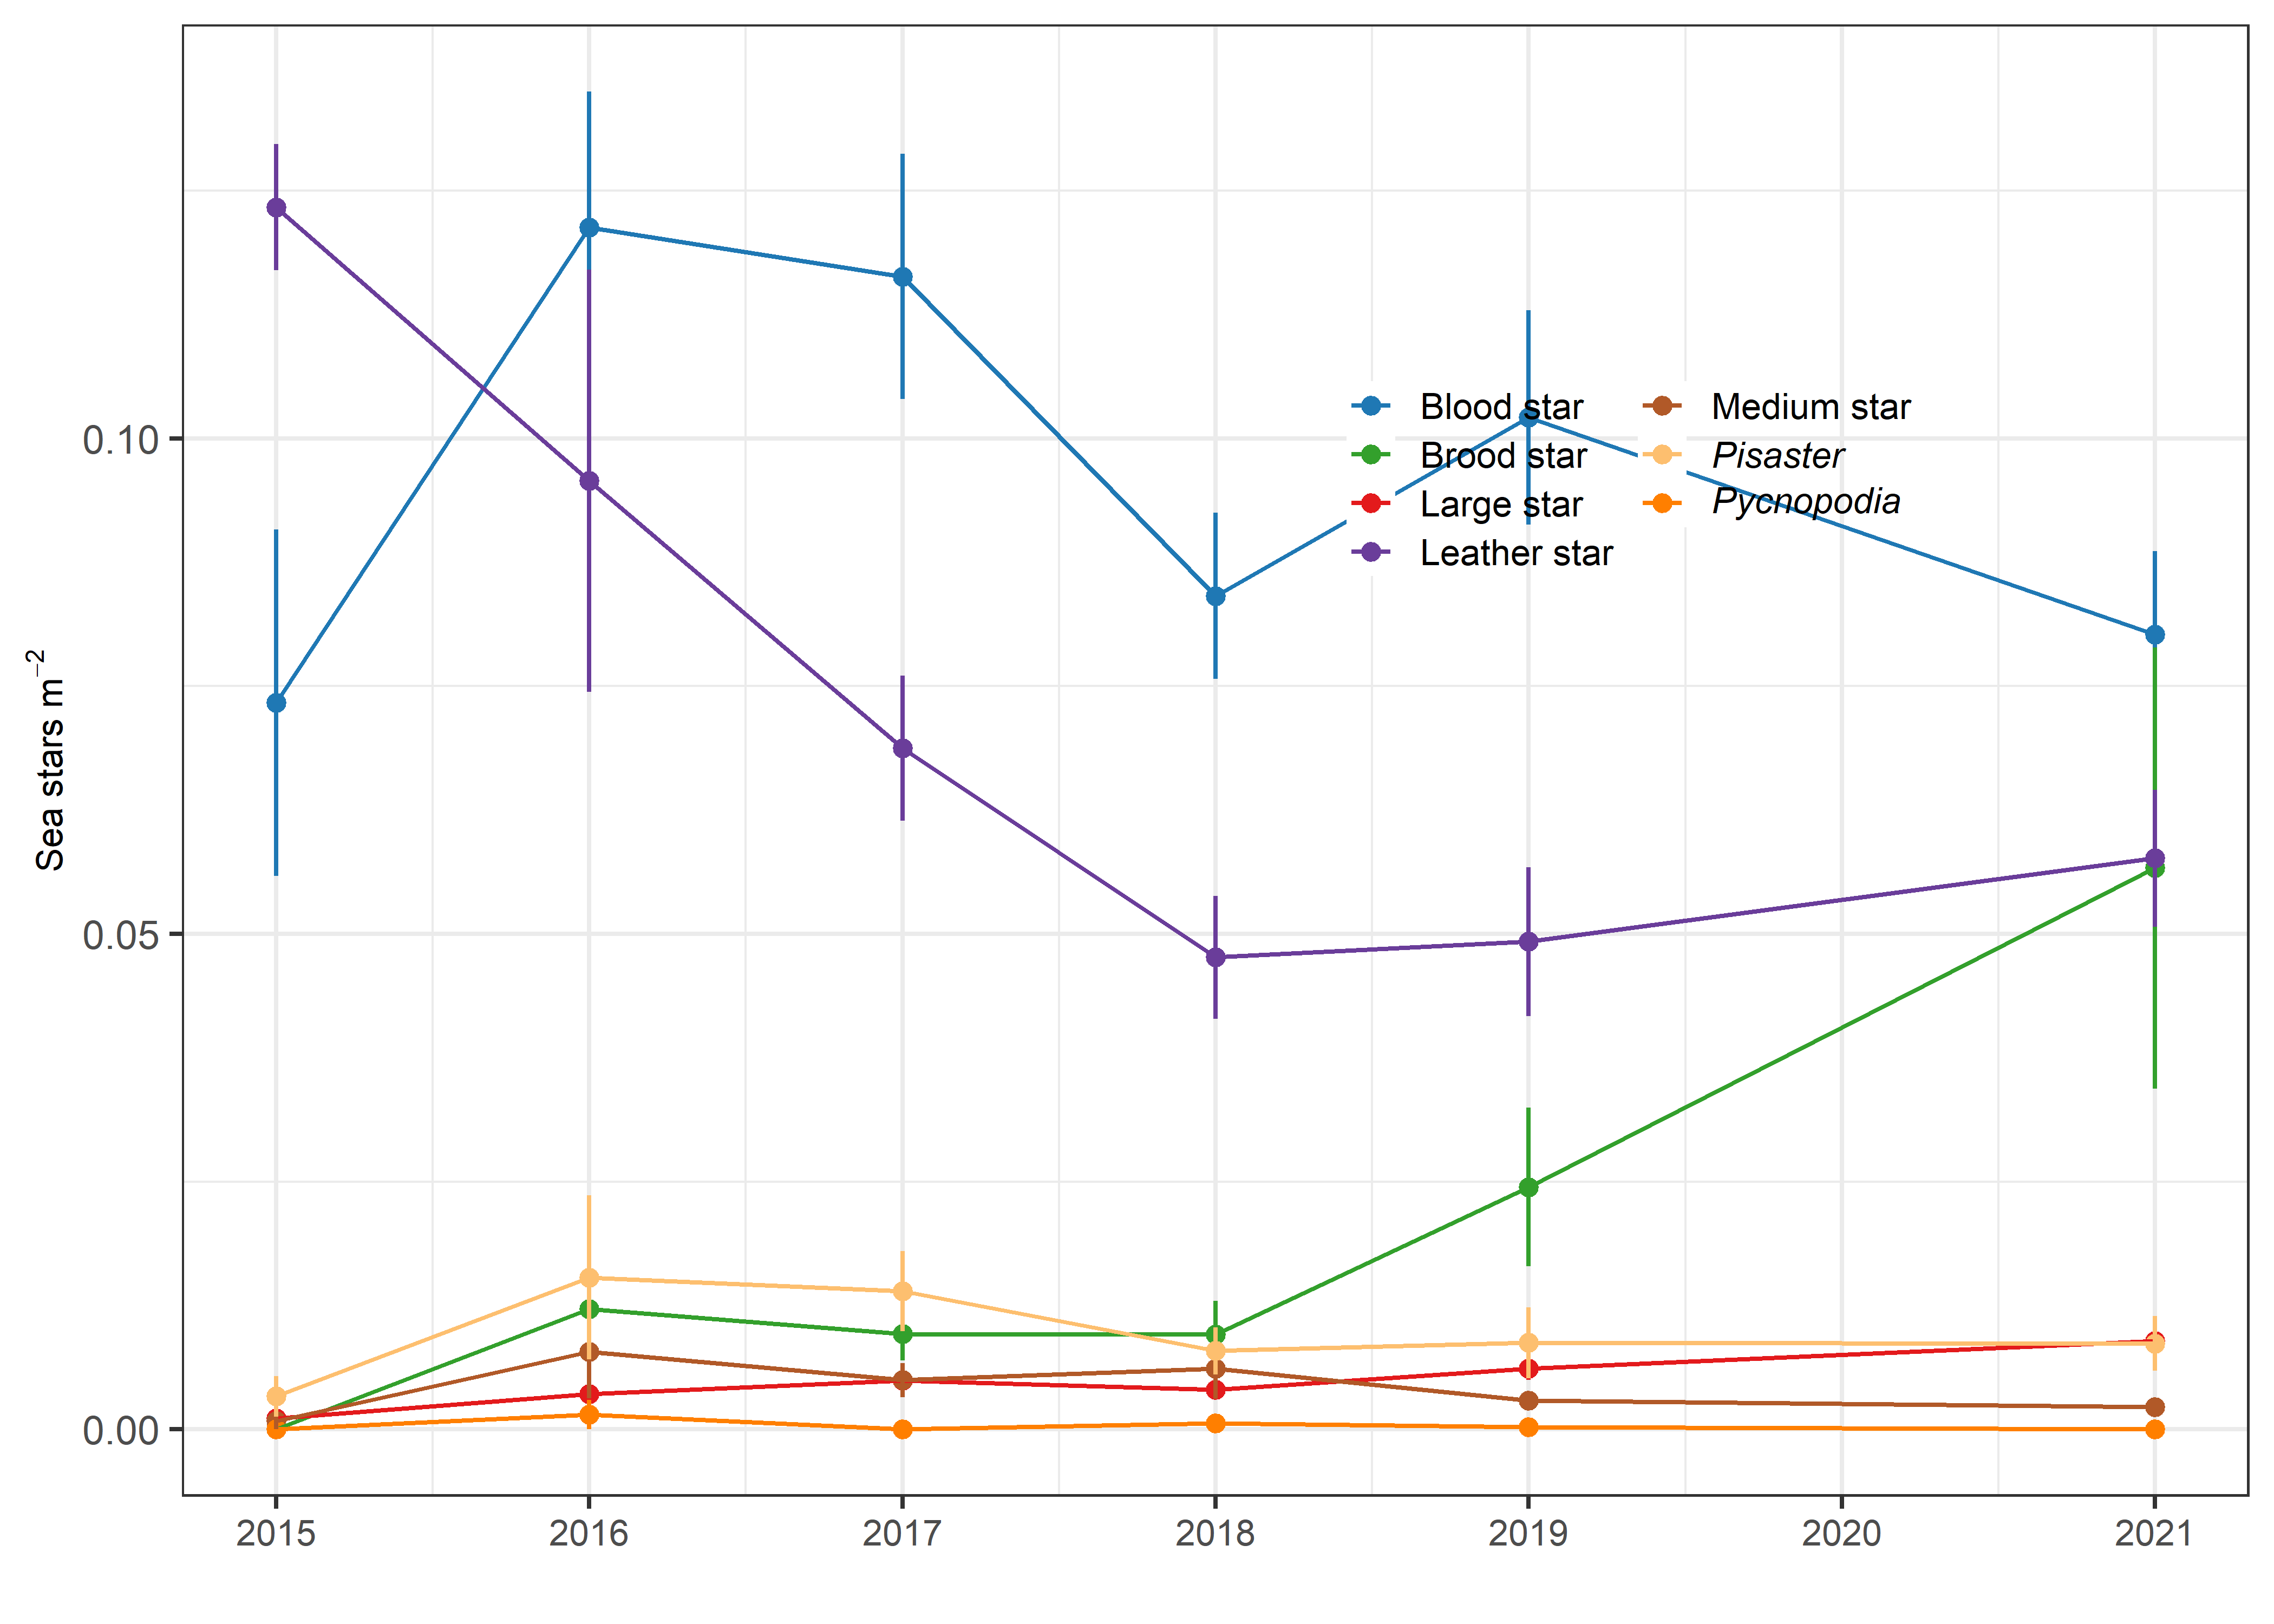 Sea stars m⁻²
0.10
0.05
0.00
Blood star
Brood star
Large star
Leather star
Medium star
Pisaster
Pycnopodia
2015 2016 2017 2018 2019 2020 2021